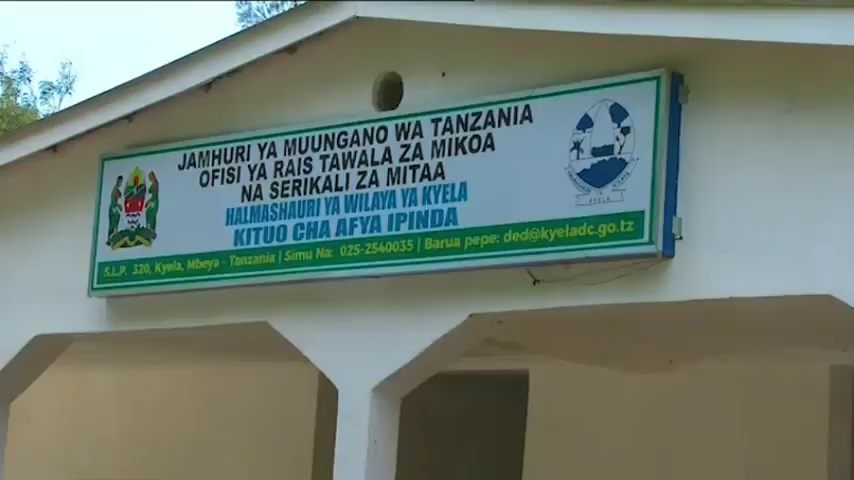 JAMHURI YA MUUNGANO WA TANZANIA
OFISI YA RAIS TAWALA ZA MIKOA
NA SERIKALI ZA MITAA
HALMASHAURI YA WILAYA YA KYELA
KITUO CHA AFYA IPINDA
S.L.P. 320, Kyela, Mbeya - Tanzania | Simu Na: 025-2540035 | Barua pepe: ded@kyeladc.go.tz
KYELA